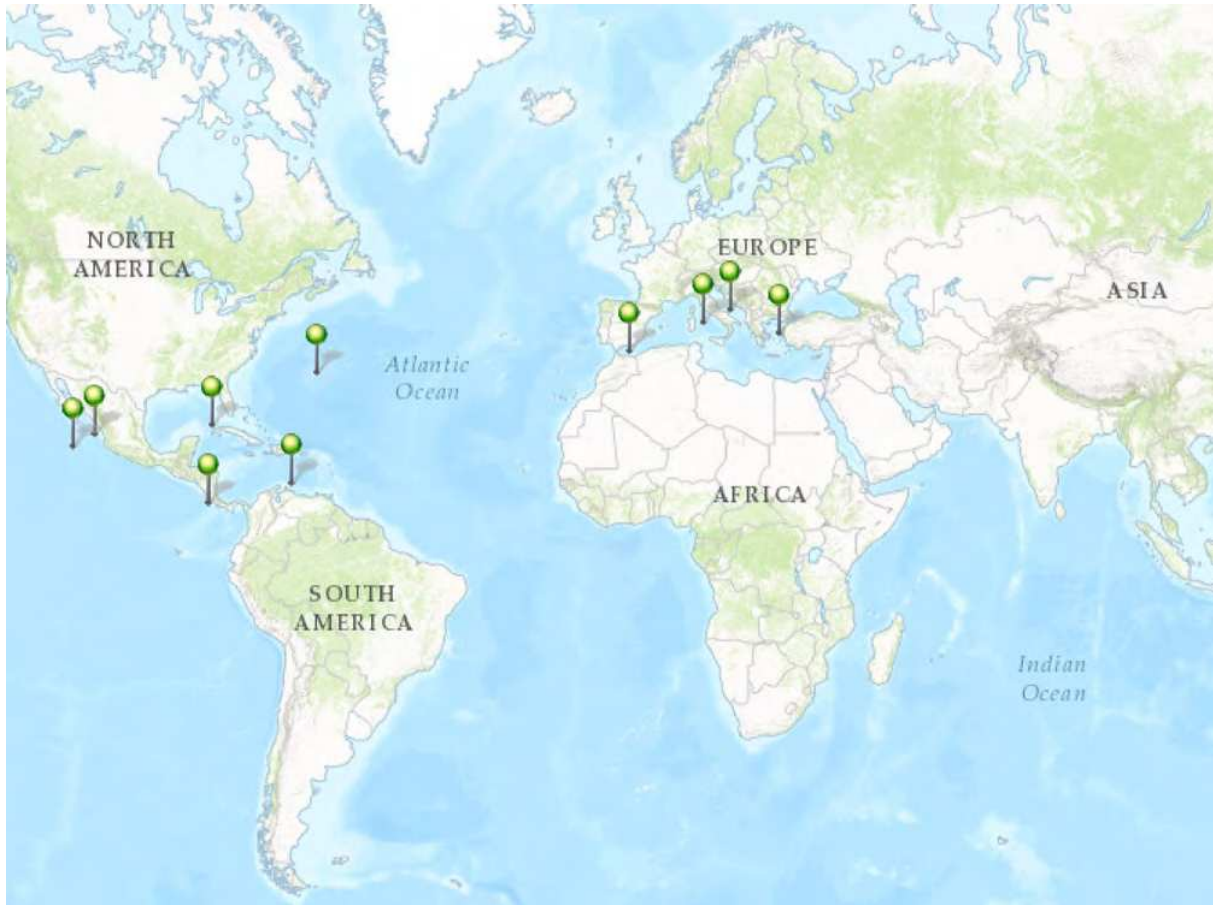 NORTH
AMERICA
EUROPE
ASIA
Atlantic
Ocean
AFRICA
SOUTH
AMERICA
Indian
Ocean